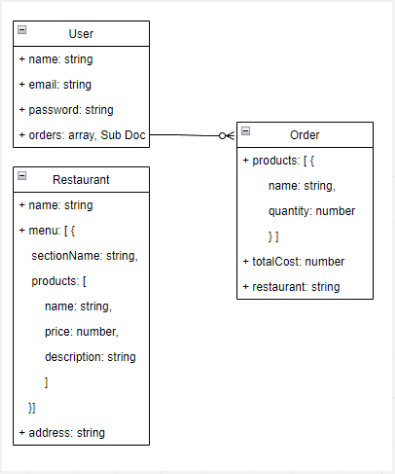 User
+ name: string
+ email: string
+ password: string
+ orders: array, Sub Doc
Order
+ products: [ {
name: string,
quantity: number
} ]
+ totalCost: number
+ restaurant: string
Restaurant
+ name: string
+ menu: [ {
sectionName: string,
products: [
name: string,
price: number,
description: string
]
}]
+ address: string